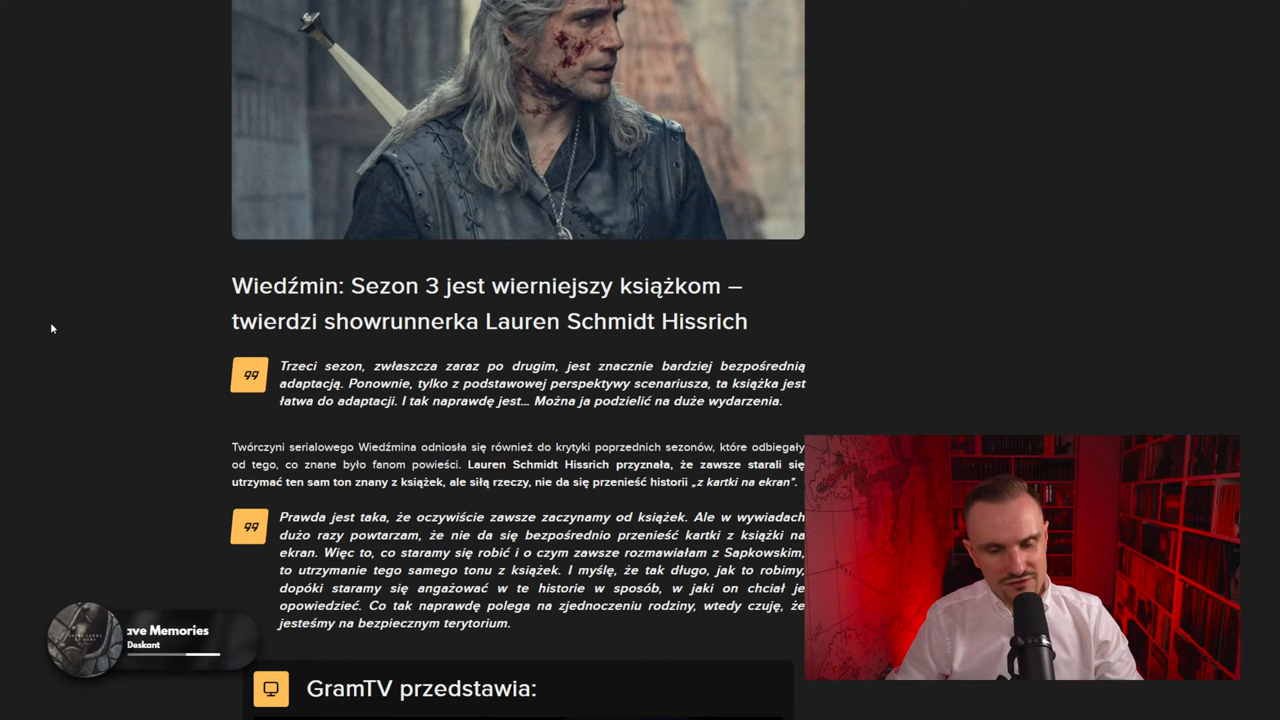 Wiedźmin: Sezon 3 jest wierniejszy książkom –
twierdzi showrunnerka Lauren Schmidt Hissrich
Trzeci sezon, zwłaszcza zaraz po drugim, jest znacznie bardziej bezpośrednią
adaptacją. Ponownie, tylko z podstawowej perspektywy scenariusza, ta książka jest
łatwa do adaptacji. I tak naprawdę jest... Można ja podzielić na duże wydarzenia.
Twórczyni serialowego Wiedźmina odniosła się również do krytyki poprzednich sezonów, które odbiegały
od tego, co znane było fanom powieści. Lauren Schmidt Hissrich przyznała, że zawsze starali się
utrzymać ten sam ton znany z książek, ale siłą rzeczy, nie da się przenieść historii „z kartki na ekran”.
Prawda jest taka, że oczywiście zawsze zaczynamy od książek. Ale w wywiadach
dużo razy powtarzam, że nie da się bezpośrednio przenieść kartki z książki na
ekran. Więc to, co staramy się robić i o czym zawsze rozmawiałam z Sapkowskim,
to utrzymanie tego samego tonu z książek. I myślę, że tak długo, jak to robimy,
dopóki staramy się angażować w te historie w sposób, w jaki on chciał je
opowiedzieć. Co tak naprawdę polega na zjednoczeniu rodziny, wtedy czuję, że
jesteśmy na bezpiecznym terytorium.
ave Memories
Deskant
GramTV przedstawia: